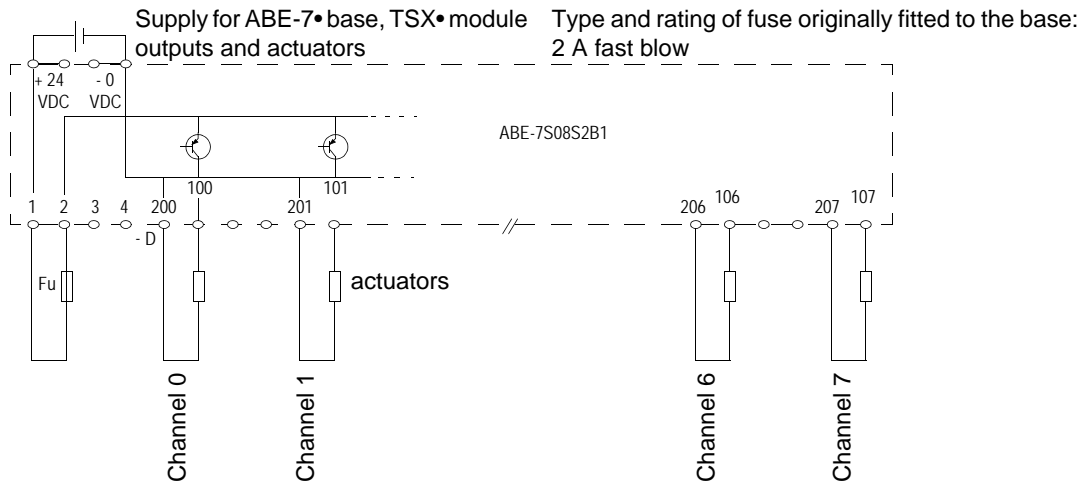 Supply for ABE-7• base, TSX• module
outputs and actuators
Type and rating of fuse originally fitted to the base:
2 A fast blow
+ 24
VDC
- 0
VDC
ABE-7S08S2B1
100
101
1
2
3
4
200
201
206
106
207
107
- D
Fu
actuators
Channel 0
Channel 1
Channel 6
Channel 7